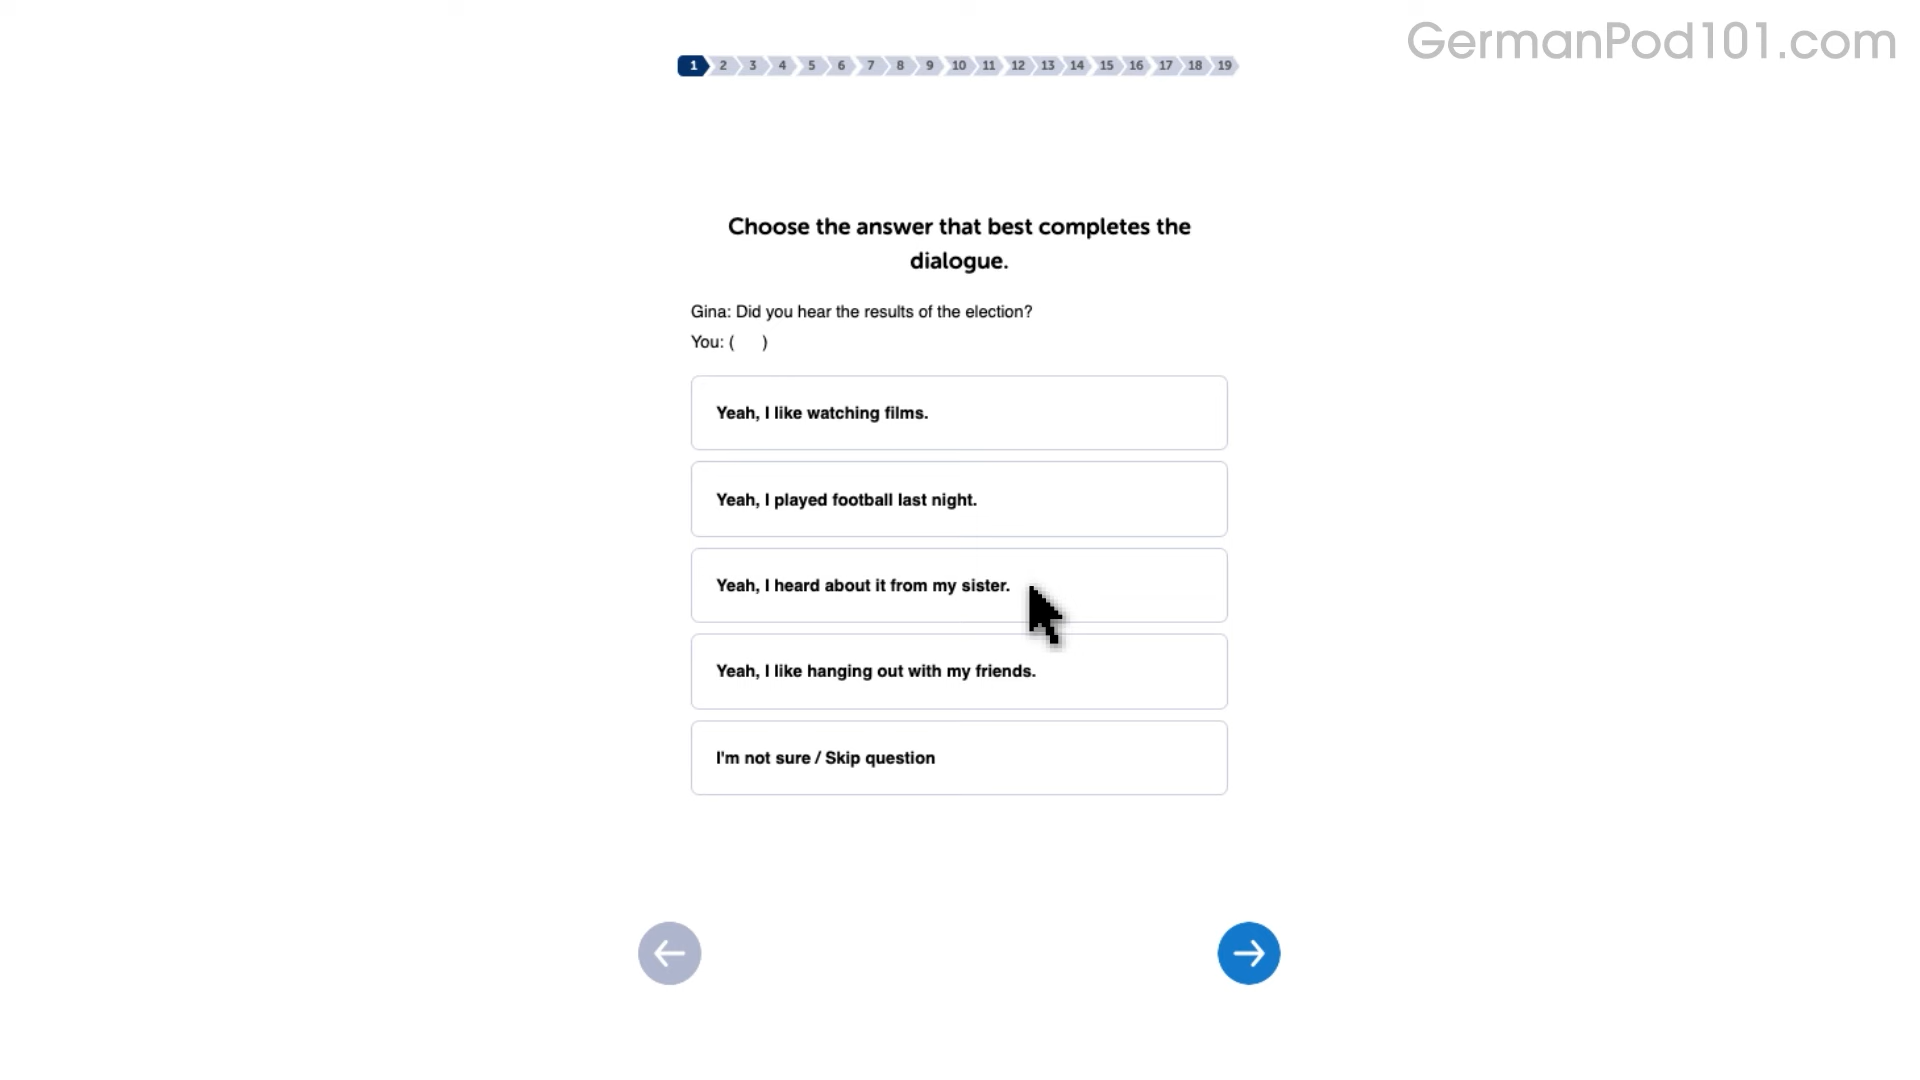 GermanPod101.com
1 2 3 4 5 6 7 8 9 10 11 12 13 14 15 16 17 18 19
Choose the answer that best completes the
dialogue.
Gina: Did you hear the results of the election?
You: (     )
Yeah, I like watching films.
Yeah, I played football last night.
Yeah, I heard about it from my sister.
Yeah, I like hanging out with my friends.
I'm not sure / Skip question